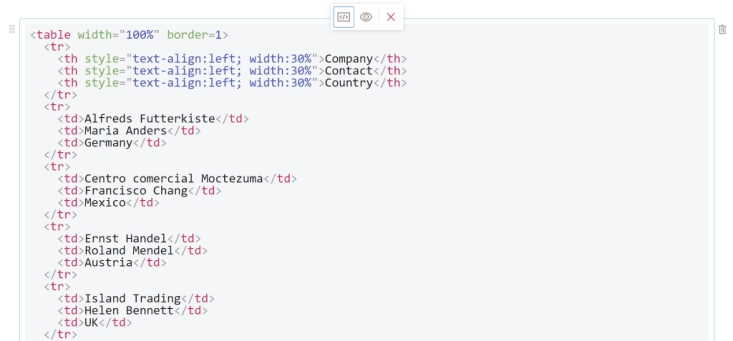 <table width="100%" border=1>
<tr>
<th style="text-align:left; width:30%">Company</th>
<th style="text-align:left; width:30%">Contact</th>
<th style="text-align:left; width:30%">Country</th>
</tr>
<tr>
<td>Alfreds Futterkiste</td>
<td>Maria Anders</td>
<td>Germany</td>
</tr>
<tr>
<td>Centro comercial Moctezuma</td>
<td>Francisco Chang</td>
<td>Mexico</td>
</tr>
<tr>
<td>Ernst Handel</td>
<td>Roland Mendel</td>
<td>Austria</td>
</tr>
<tr>
<td>Island Trading</td>
<td>Helen Bennett</td>
<td>UK</td>
</tr>